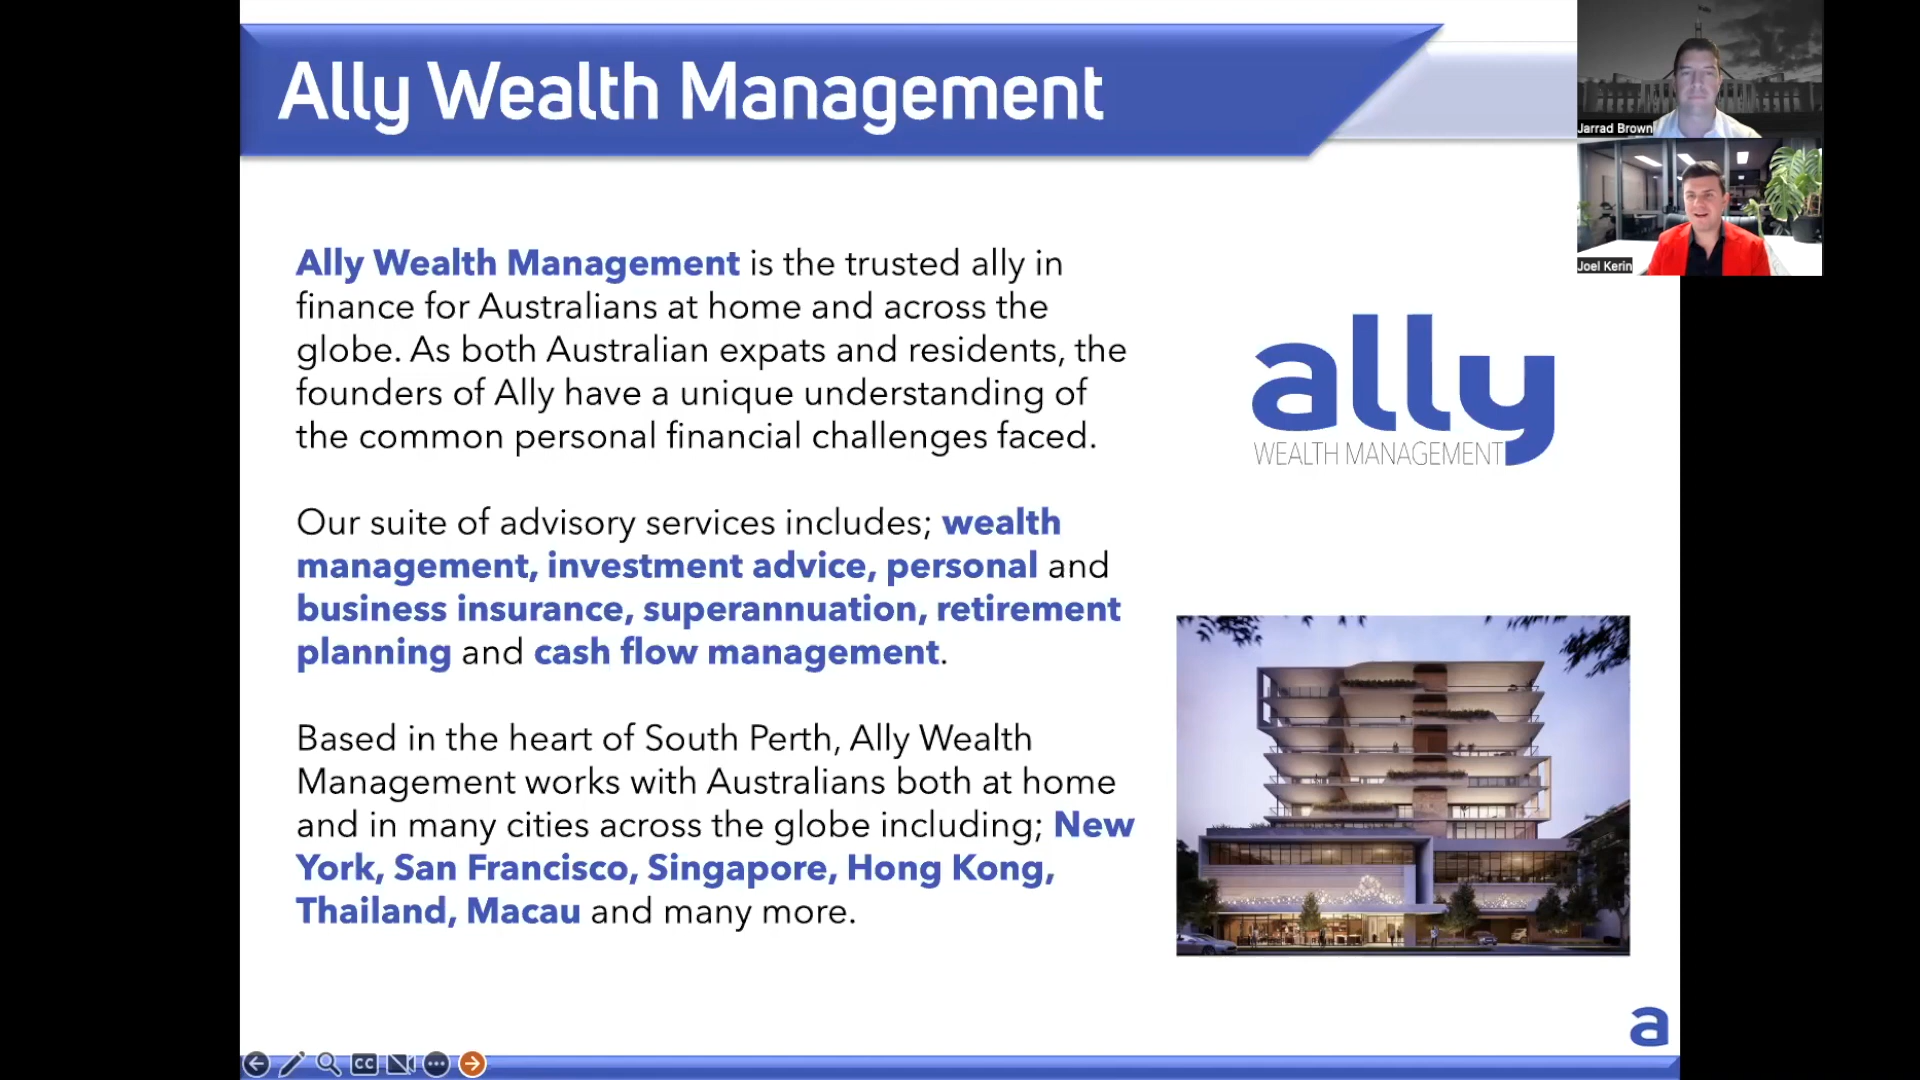 Ally Wealth Management
Jarrad Brown
Joel Kerin
Ally Wealth Management is the trusted ally in
finance for Australians at home and across the
globe. As both Australian expats and residents, the
founders of Ally have a unique understanding of
the common personal financial challenges faced.
Our suite of advisory services includes; wealth
management, investment advice, personal and
business insurance, superannuation, retirement
planning and cash flow management.
Based in the heart of South Perth, Ally Wealth
Management works with Australians both at home
and in many cities across the globe including; New
York, San Francisco, Singapore, Hong Kong,
Thailand, Macau and many more.
ally
WEALTH MANAGEMENT
a
CC